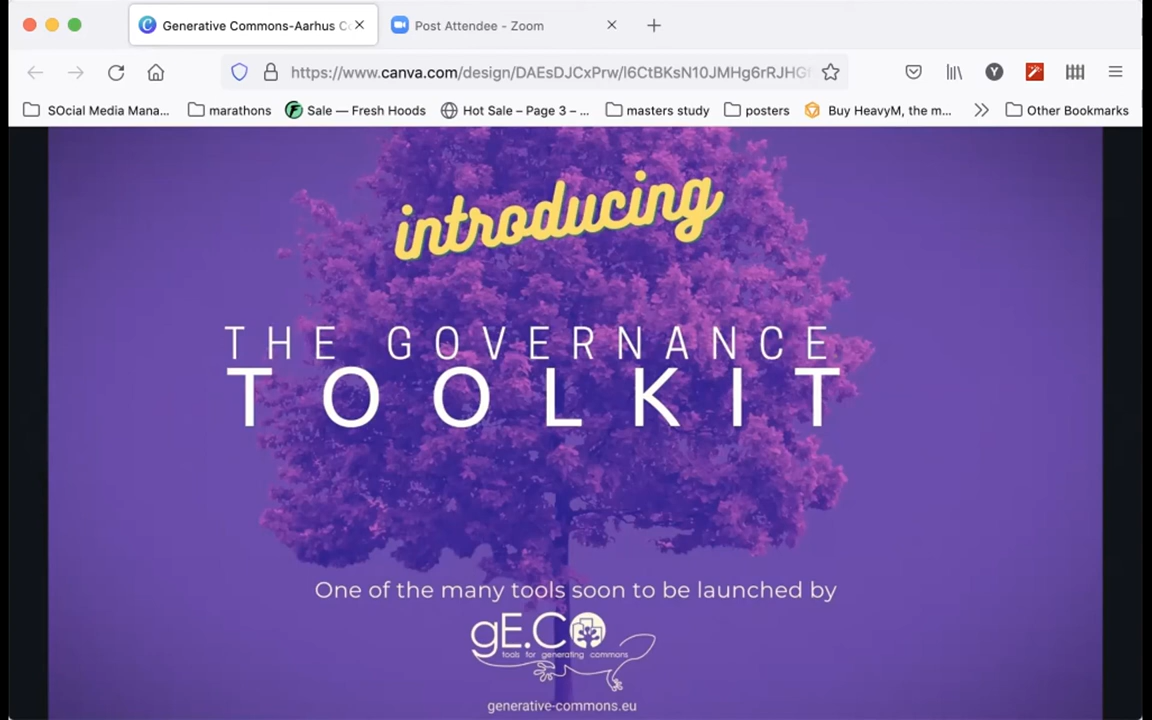 Generative Commons-Aarhus C
Post Attendee - Zoom
https://www.canva.com/design/DAEsDJCxPrw/l6CtBKsN10JMHg6rRJHG
SOcial Media Mana...
marathons
Sale — Fresh Hoods
Hot Sale – Page 3 – ...
masters study
posters
Buy HeavyM, the m...
Other Bookmarks
introducing
THE GOVERNANCE
TOOLKIT
One of the many tools soon to be launched by
gE.CO
tools for generating commons
generative-commons.eu